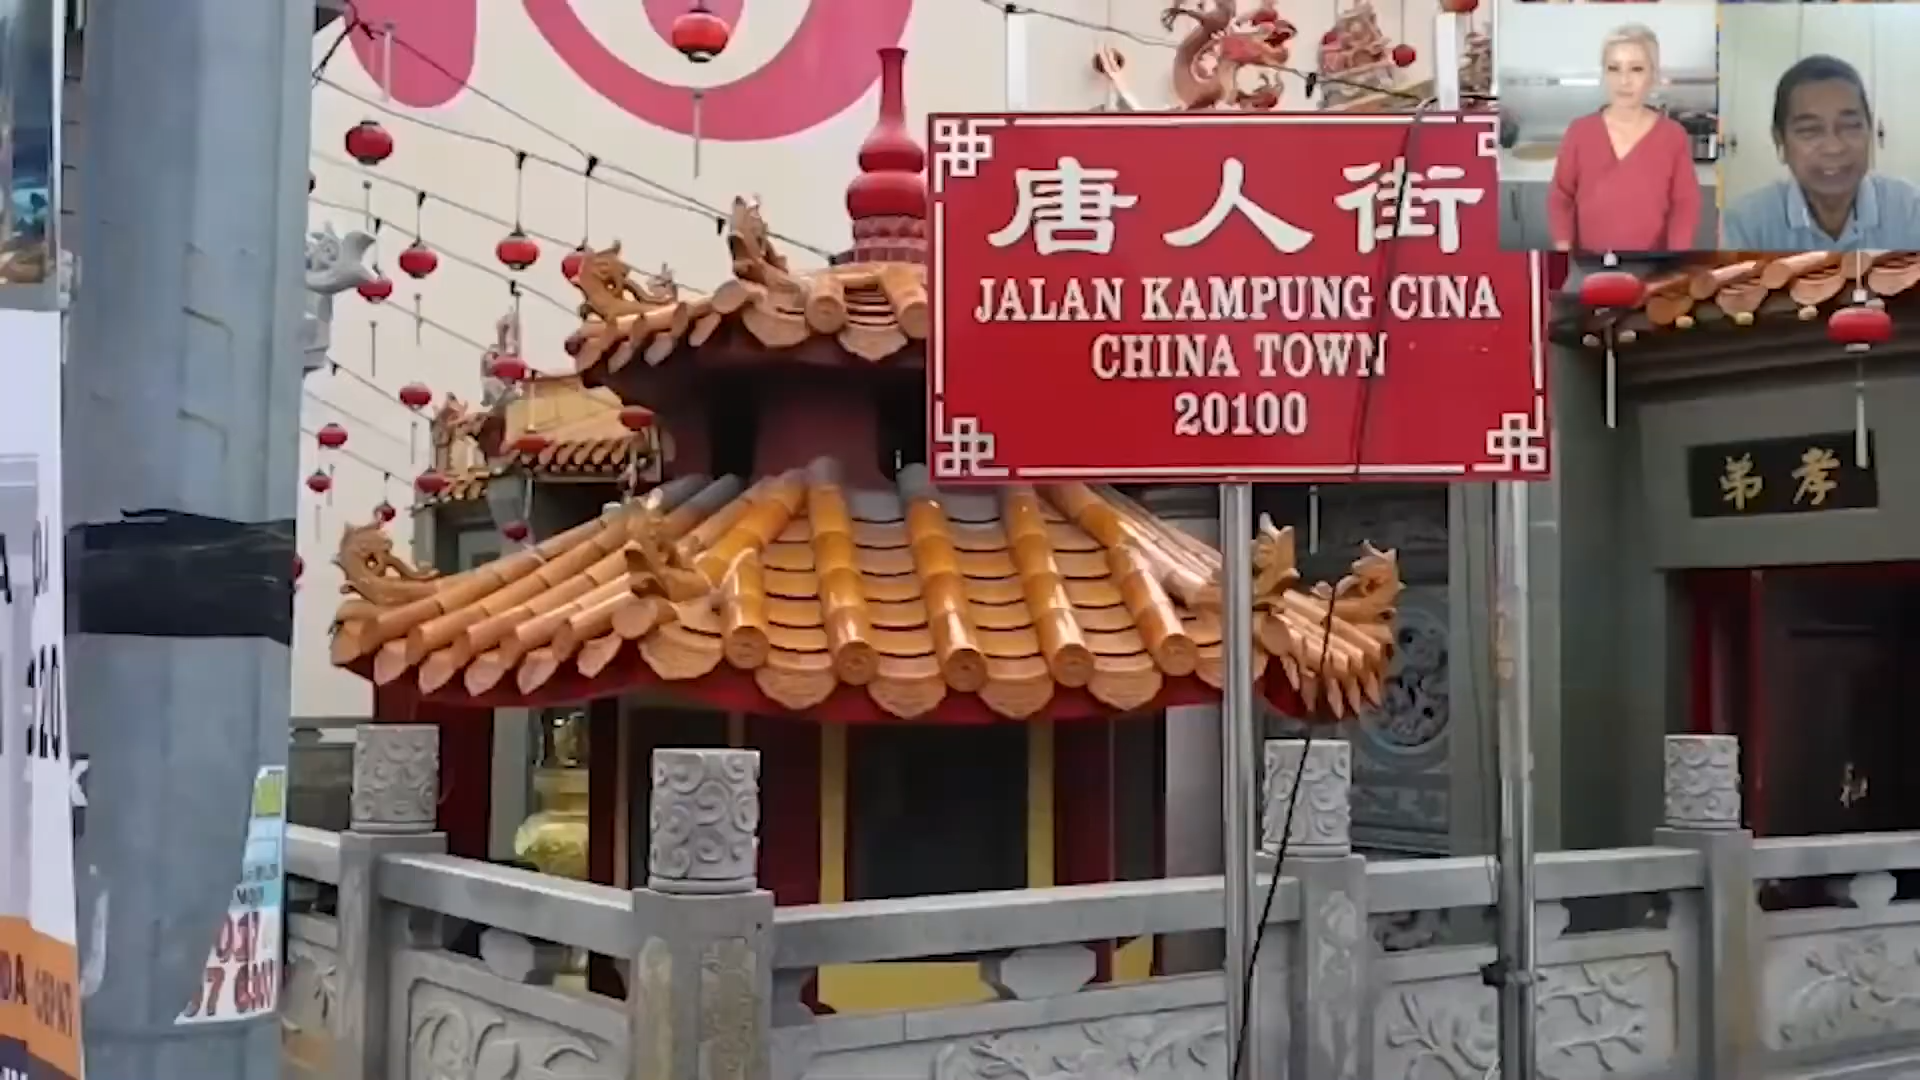 唐人街
JALAN KAMPUNG CINA
CHINA TOWN
20100
弟孝